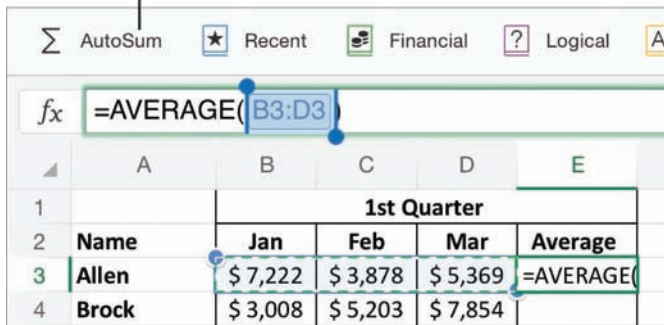 Σ AutoSum ★ Recent Financial ? Logical A
fx =AVERAGE( B3:D3 )
A B C D E
1 1st Quarter
2 Name Jan Feb Mar Average
3 Allen $ 7,222 $ 3,878 $ 5,369 =AVERAGE(
4 Brock $ 3,008 $ 5,203 $ 7,854